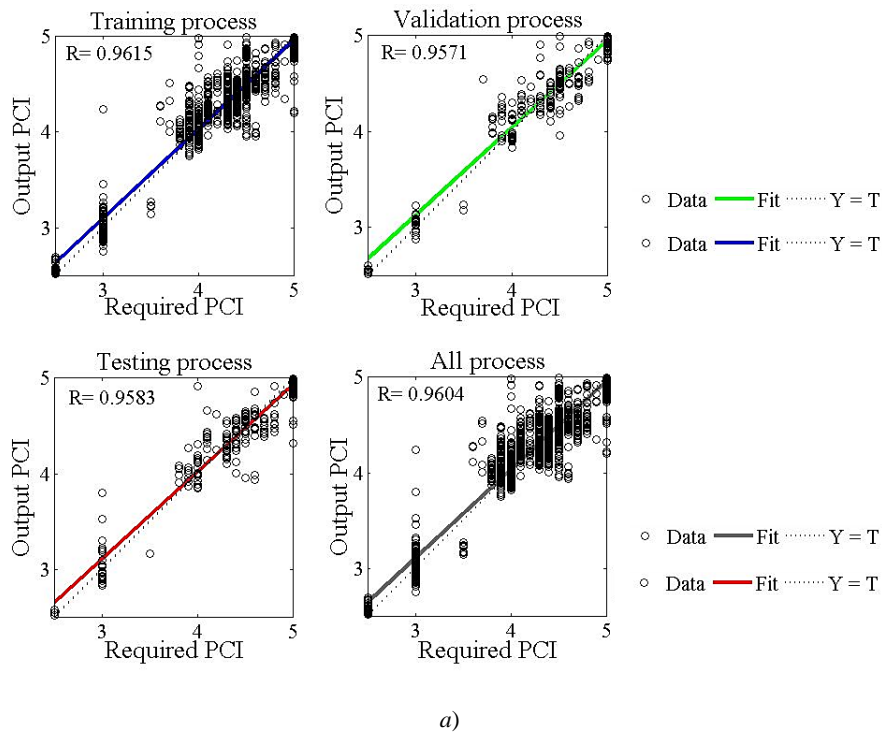 Training process
R= 0.9615
5
4
3
Output PCI
3
4
5
Required PCI
Validation process
R= 0.9571
5
4
3
Output PCI
3
4
5
Required PCI
Data Fit Y = T
Data Fit Y = T
Testing process
R= 0.9583
5
4
3
Output PCI
3
4
5
Required PCI
All process
R= 0.9604
5
4
3
Output PCI
3
4
5
Required PCI
Data Fit Y = T
Data Fit Y = T
a)